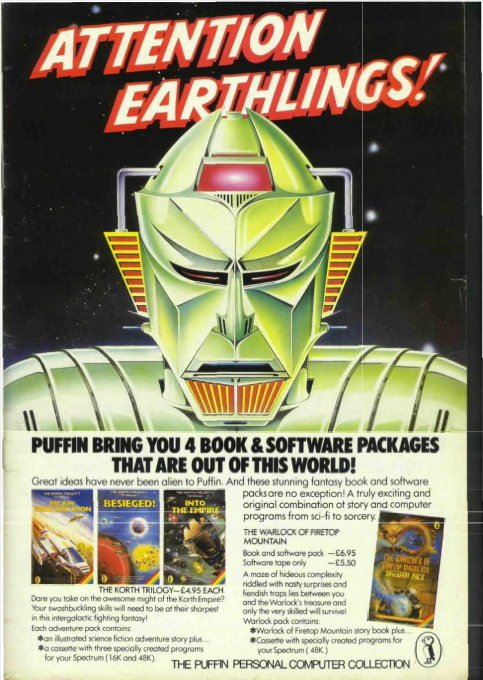 ATTENTION
EARTHLINGS!
PUFFIN BRING YOU 4 BOOK & SOFTWARE PACKAGES
THAT ARE OUT OF THIS WORLD!
Great ideas have never been alien to Puffin. And these stunning fantasy book and software
packs are no exception! A truly exciting and
original combination of story and computer
programs from sci-fi to sorcery.
BESIEGED!
INTO
THE EMPIRE
THE KORTH TRILOGY—£4.95 EACH
Dare you take on the awesome might of the Korth Empire?
Your swashbuckling skills will need to be at their sharpest
in this intergalactic fighting fantasy!
Each adventure pack contains:
*an illustrated science fiction adventure story plus...
*a cassette with three specially created programs
for your Spectrum (16K and 48K).
THE WARLOCK OF FIRETOP
MOUNTAIN
Book and software pack —£6.95
Software tape only —£5.50
A maze of hideous complexity
riddled with nasty surprises and
fiendish traps lies between you
and the Warlock's treasure and
only the very skilled will survive!
Warlock pack contains:
*Warlock of Firetop Mountain story book plus...
*Cassette with specially created programs for
your Spectrum ( 48K.)
THE WARLOCK OF
FIRETOP MOUNTAIN
SOFTWARE PACK
THE PUFFIN PERSONAL COMPUTER COLLECTION